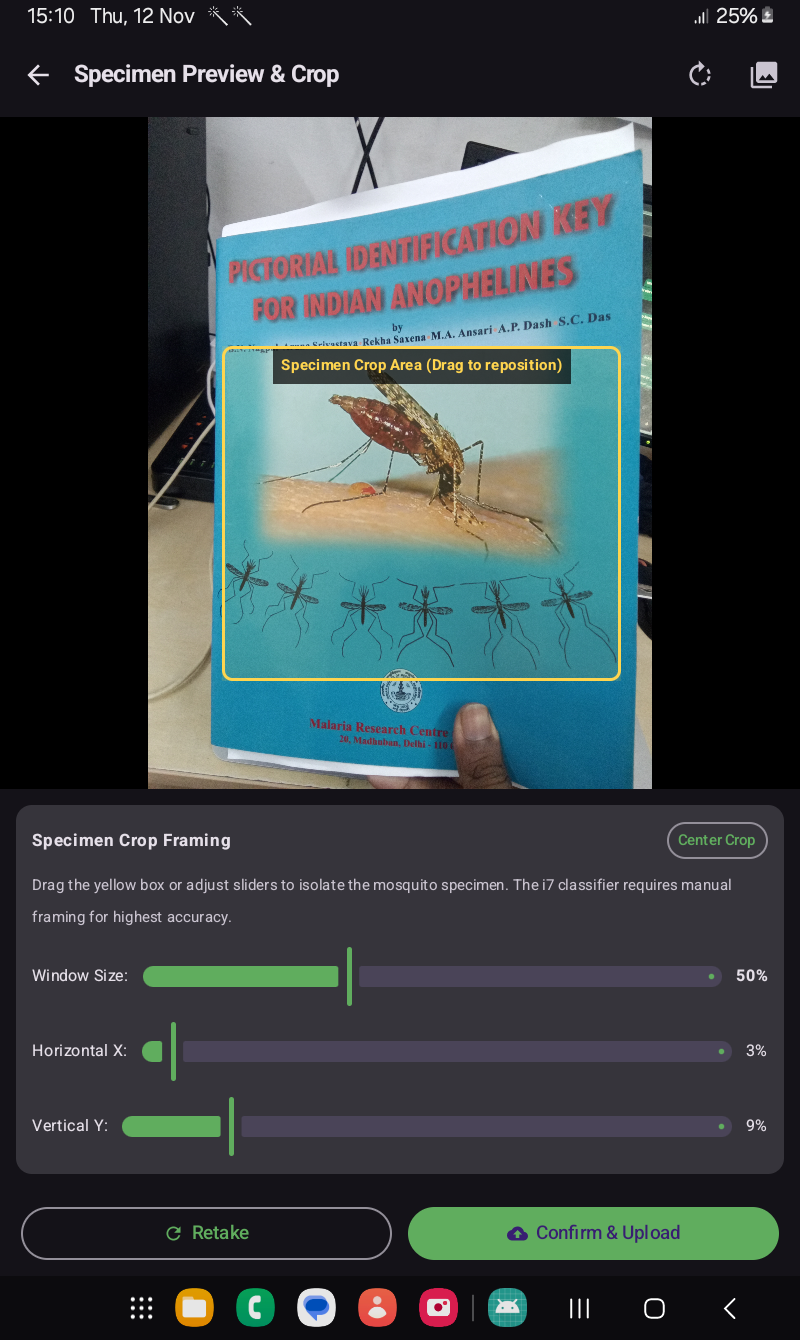 15:10 Thu, 12 Nov
25%
Specimen Preview & Crop
PICTORIAL IDENTIFICATION KEY
FOR INDIAN ANOPHELINES
by
Srivastava Rekha Saxena M.A. Ansari A.P. Dash S.C. Das
Specimen Crop Area (Drag to reposition)
Malaria Research Centre
20, Madhuban, Delhi - 110
Specimen Crop Framing
Center Crop
Drag the yellow box or adjust sliders to isolate the mosquito specimen. The i7 classifier requires manual
framing for highest accuracy.
Window Size: 50%
Horizontal X: 3%
Vertical Y: 9%
Retake
Confirm & Upload